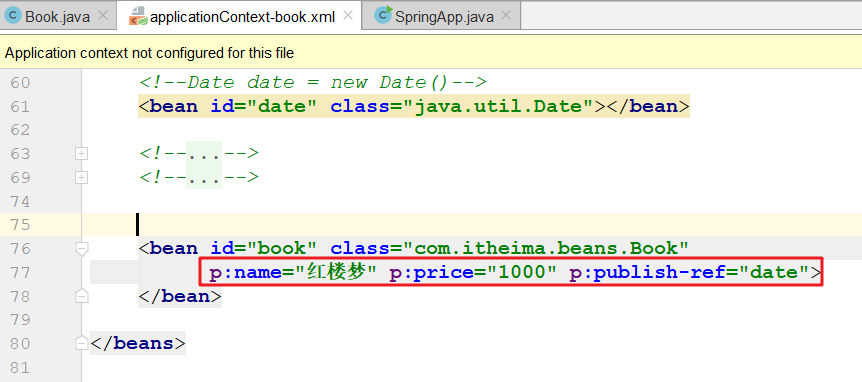 Book.java applicationContext-book.xml SpringApp.java
Application context not configured for this file
60 <!--Date date = new Date()-->
61 <bean id="date" class="java.util.Date"></bean>
62
63 <!--...-->
69 <!--...-->
74
75
76 <bean id="book" class="com.itheima.beans.Book"
77 p:name="红楼梦" p:price="1000" p:publish-ref="date">
78 </bean>
79
80 </beans>
81